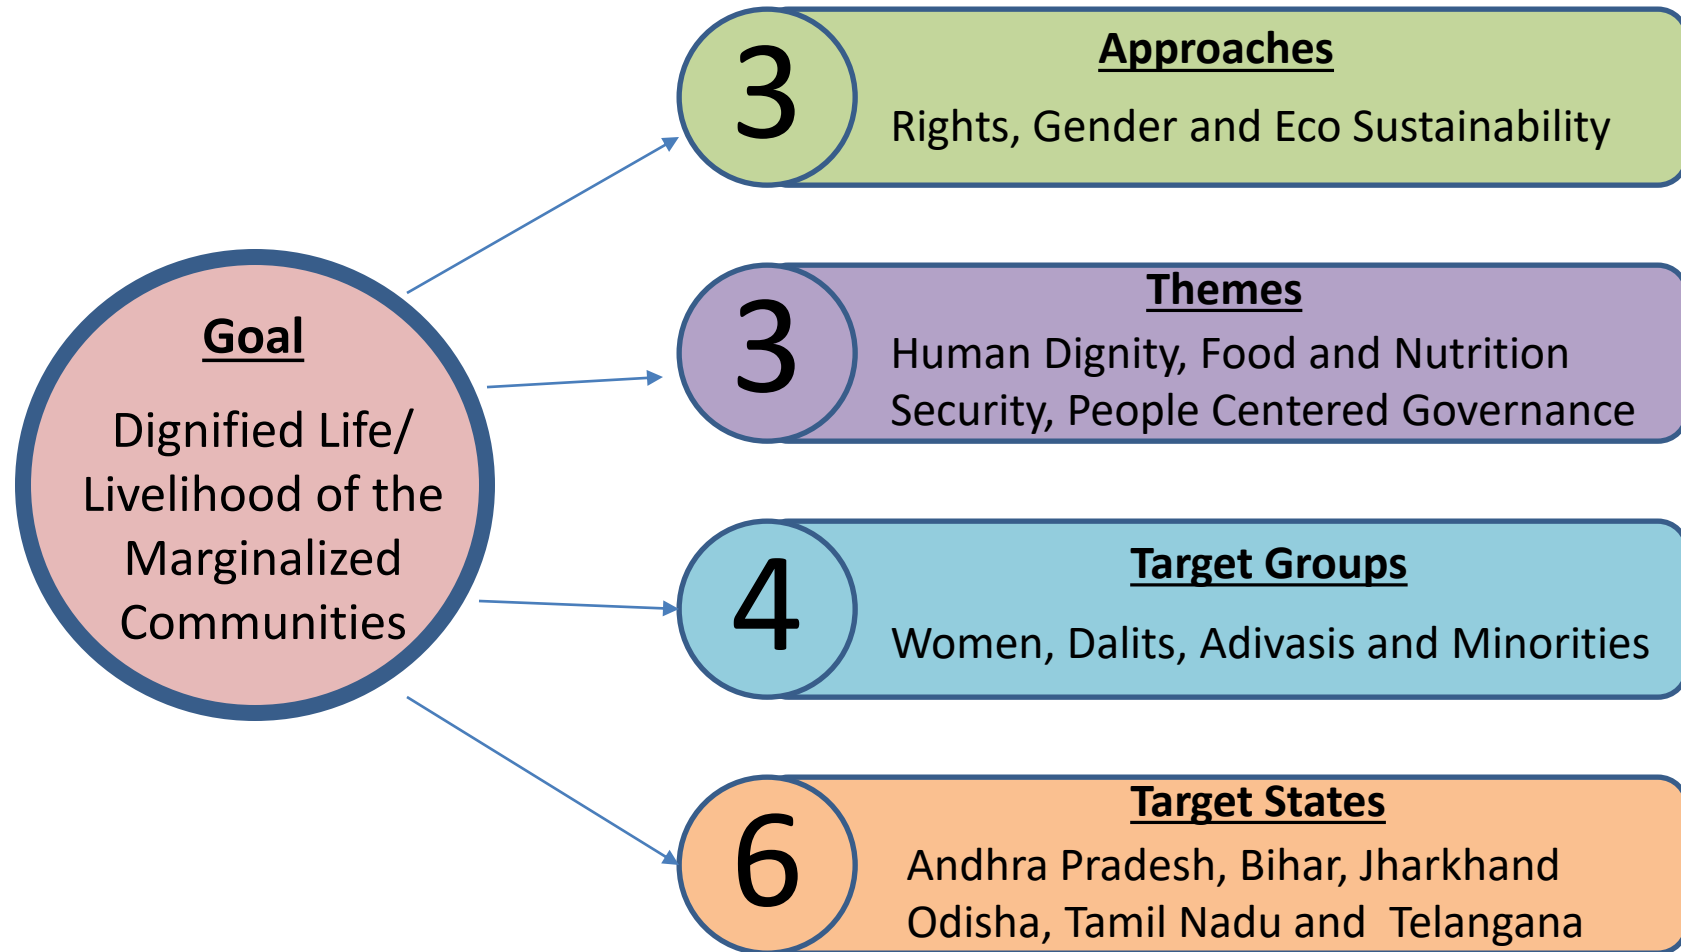 Goal
Dignified Life/
Livelihood of the
Marginalized
Communities
3
Approaches
Rights, Gender and Eco Sustainability
3
Themes
Human Dignity, Food and Nutrition
Security, People Centered Governance
4
Target Groups
Women, Dalits, Adivasis and Minorities
6
Target States
Andhra Pradesh, Bihar, Jharkhand
Odisha, Tamil Nadu and  Telangana